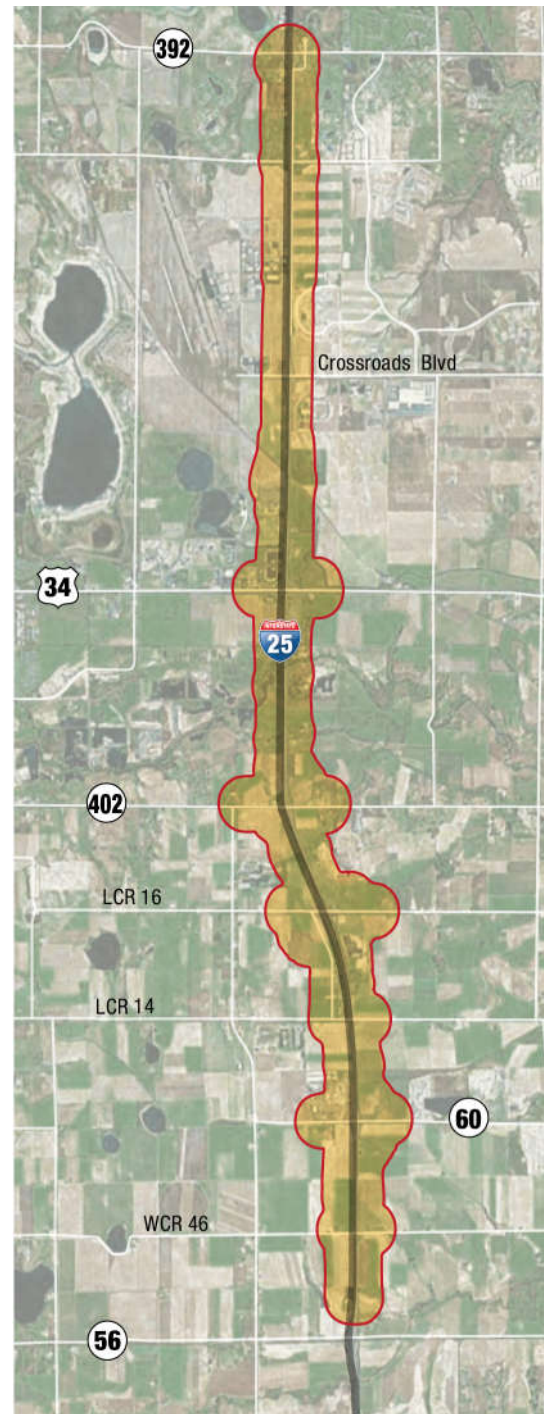 392
Crossroads Blvd
34
INTERSTATE
25
402
LCR 16
LCR 14
60
WCR 46
56